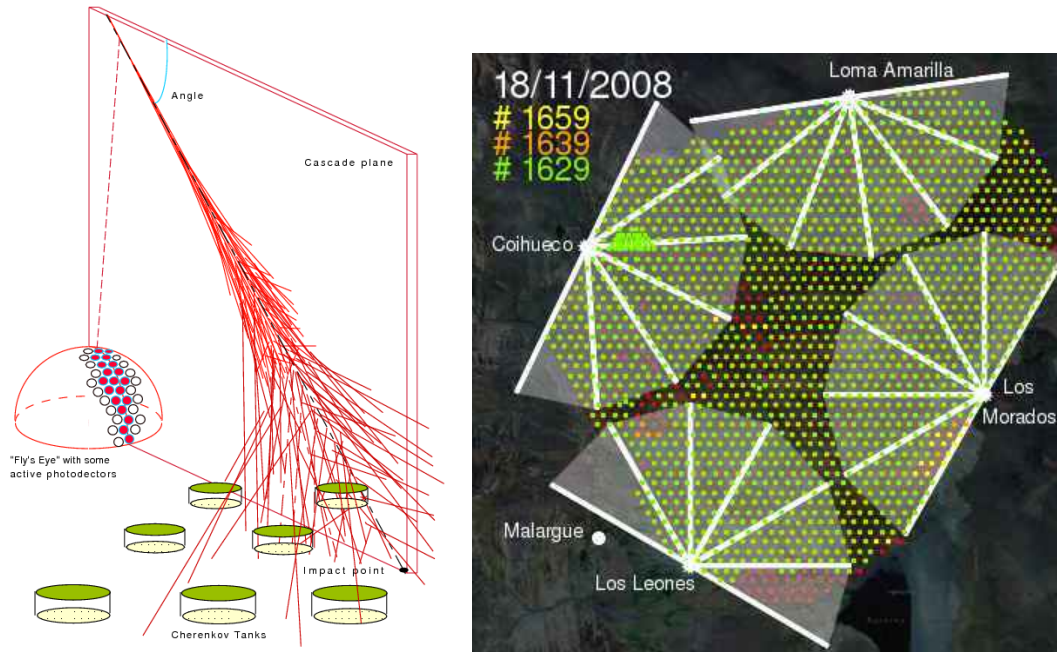 Angle
Cascade plane
"Fly's Eye" with some
active photodectors
Impact point
Cherenkov Tanks
18/11/2008
# 1659
# 1639
# 1629
Loma Amarilla
Coihueco
Los
Morados
Malargue
Los Leones